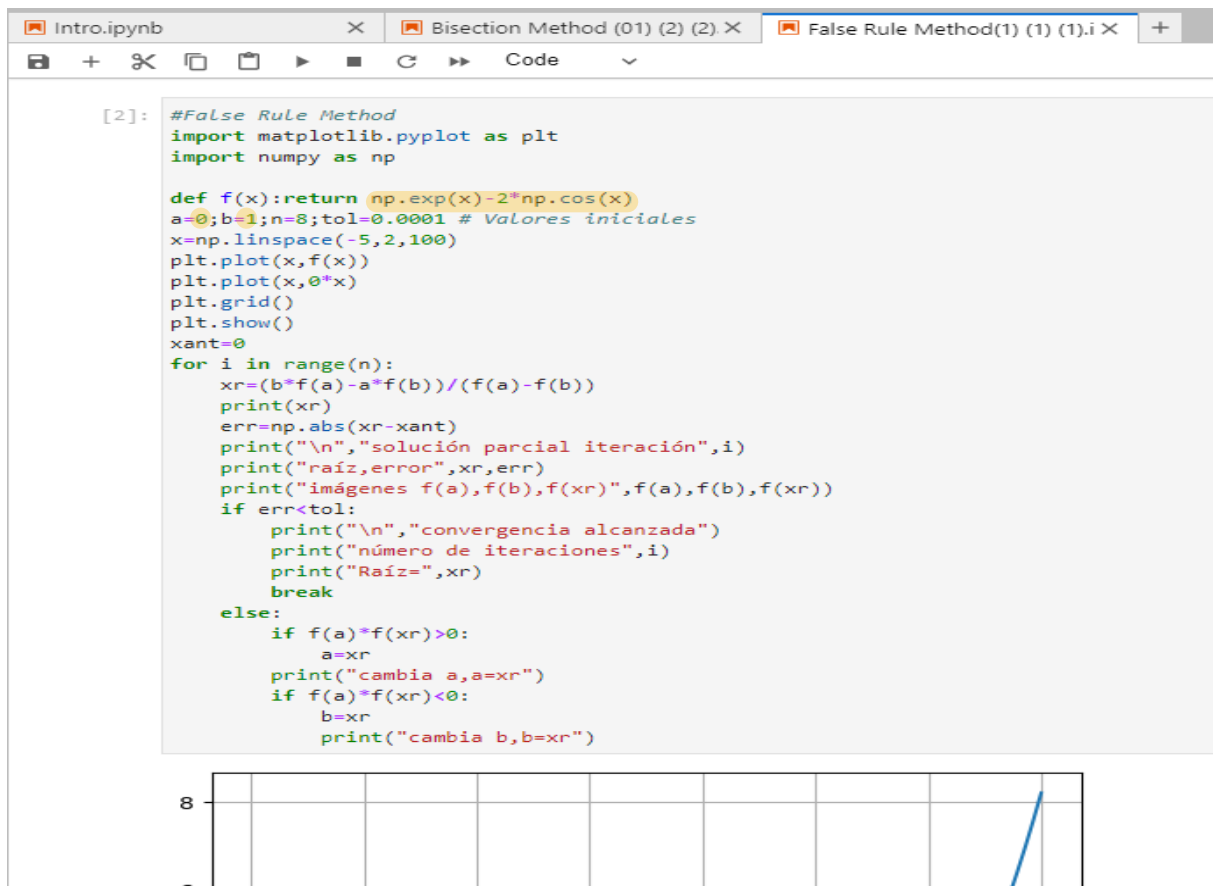 Intro.ipynb
Bisection Method (01) (2) (2).
False Rule Method(1) (1) (1).i
Code
[2]:
#False Rule Method
import matplotlib.pyplot as plt
import numpy as np
def f(x):return np.exp(x)-2*np.cos(x)
a=0;b=1;n=8;tol=0.0001 # Valores iniciales
x=np.linspace(-5,2,100)
plt.plot(x,f(x))
plt.plot(x,0*x)
plt.grid()
plt.show()
xant=0
for i in range(n):
    xr=(b*f(a)-a*f(b))/(f(a)-f(b))
    print(xr)
    err=np.abs(xr-xant)
    print("\n","solución parcial iteración",i)
    print("raíz,error",xr,err)
    print("imágenes f(a),f(b),f(xr)",f(a),f(b),f(xr))
    if err<tol:
        print("\n","convergencia alcanzada")
        print("número de iteraciones",i)
        print("Raíz=",xr)
        break
    else:
        if f(a)*f(xr)>0:
            a=xr
        print("cambia a,a=xr")
        if f(a)*f(xr)<0:
            b=xr
            print("cambia b,b=xr")
8